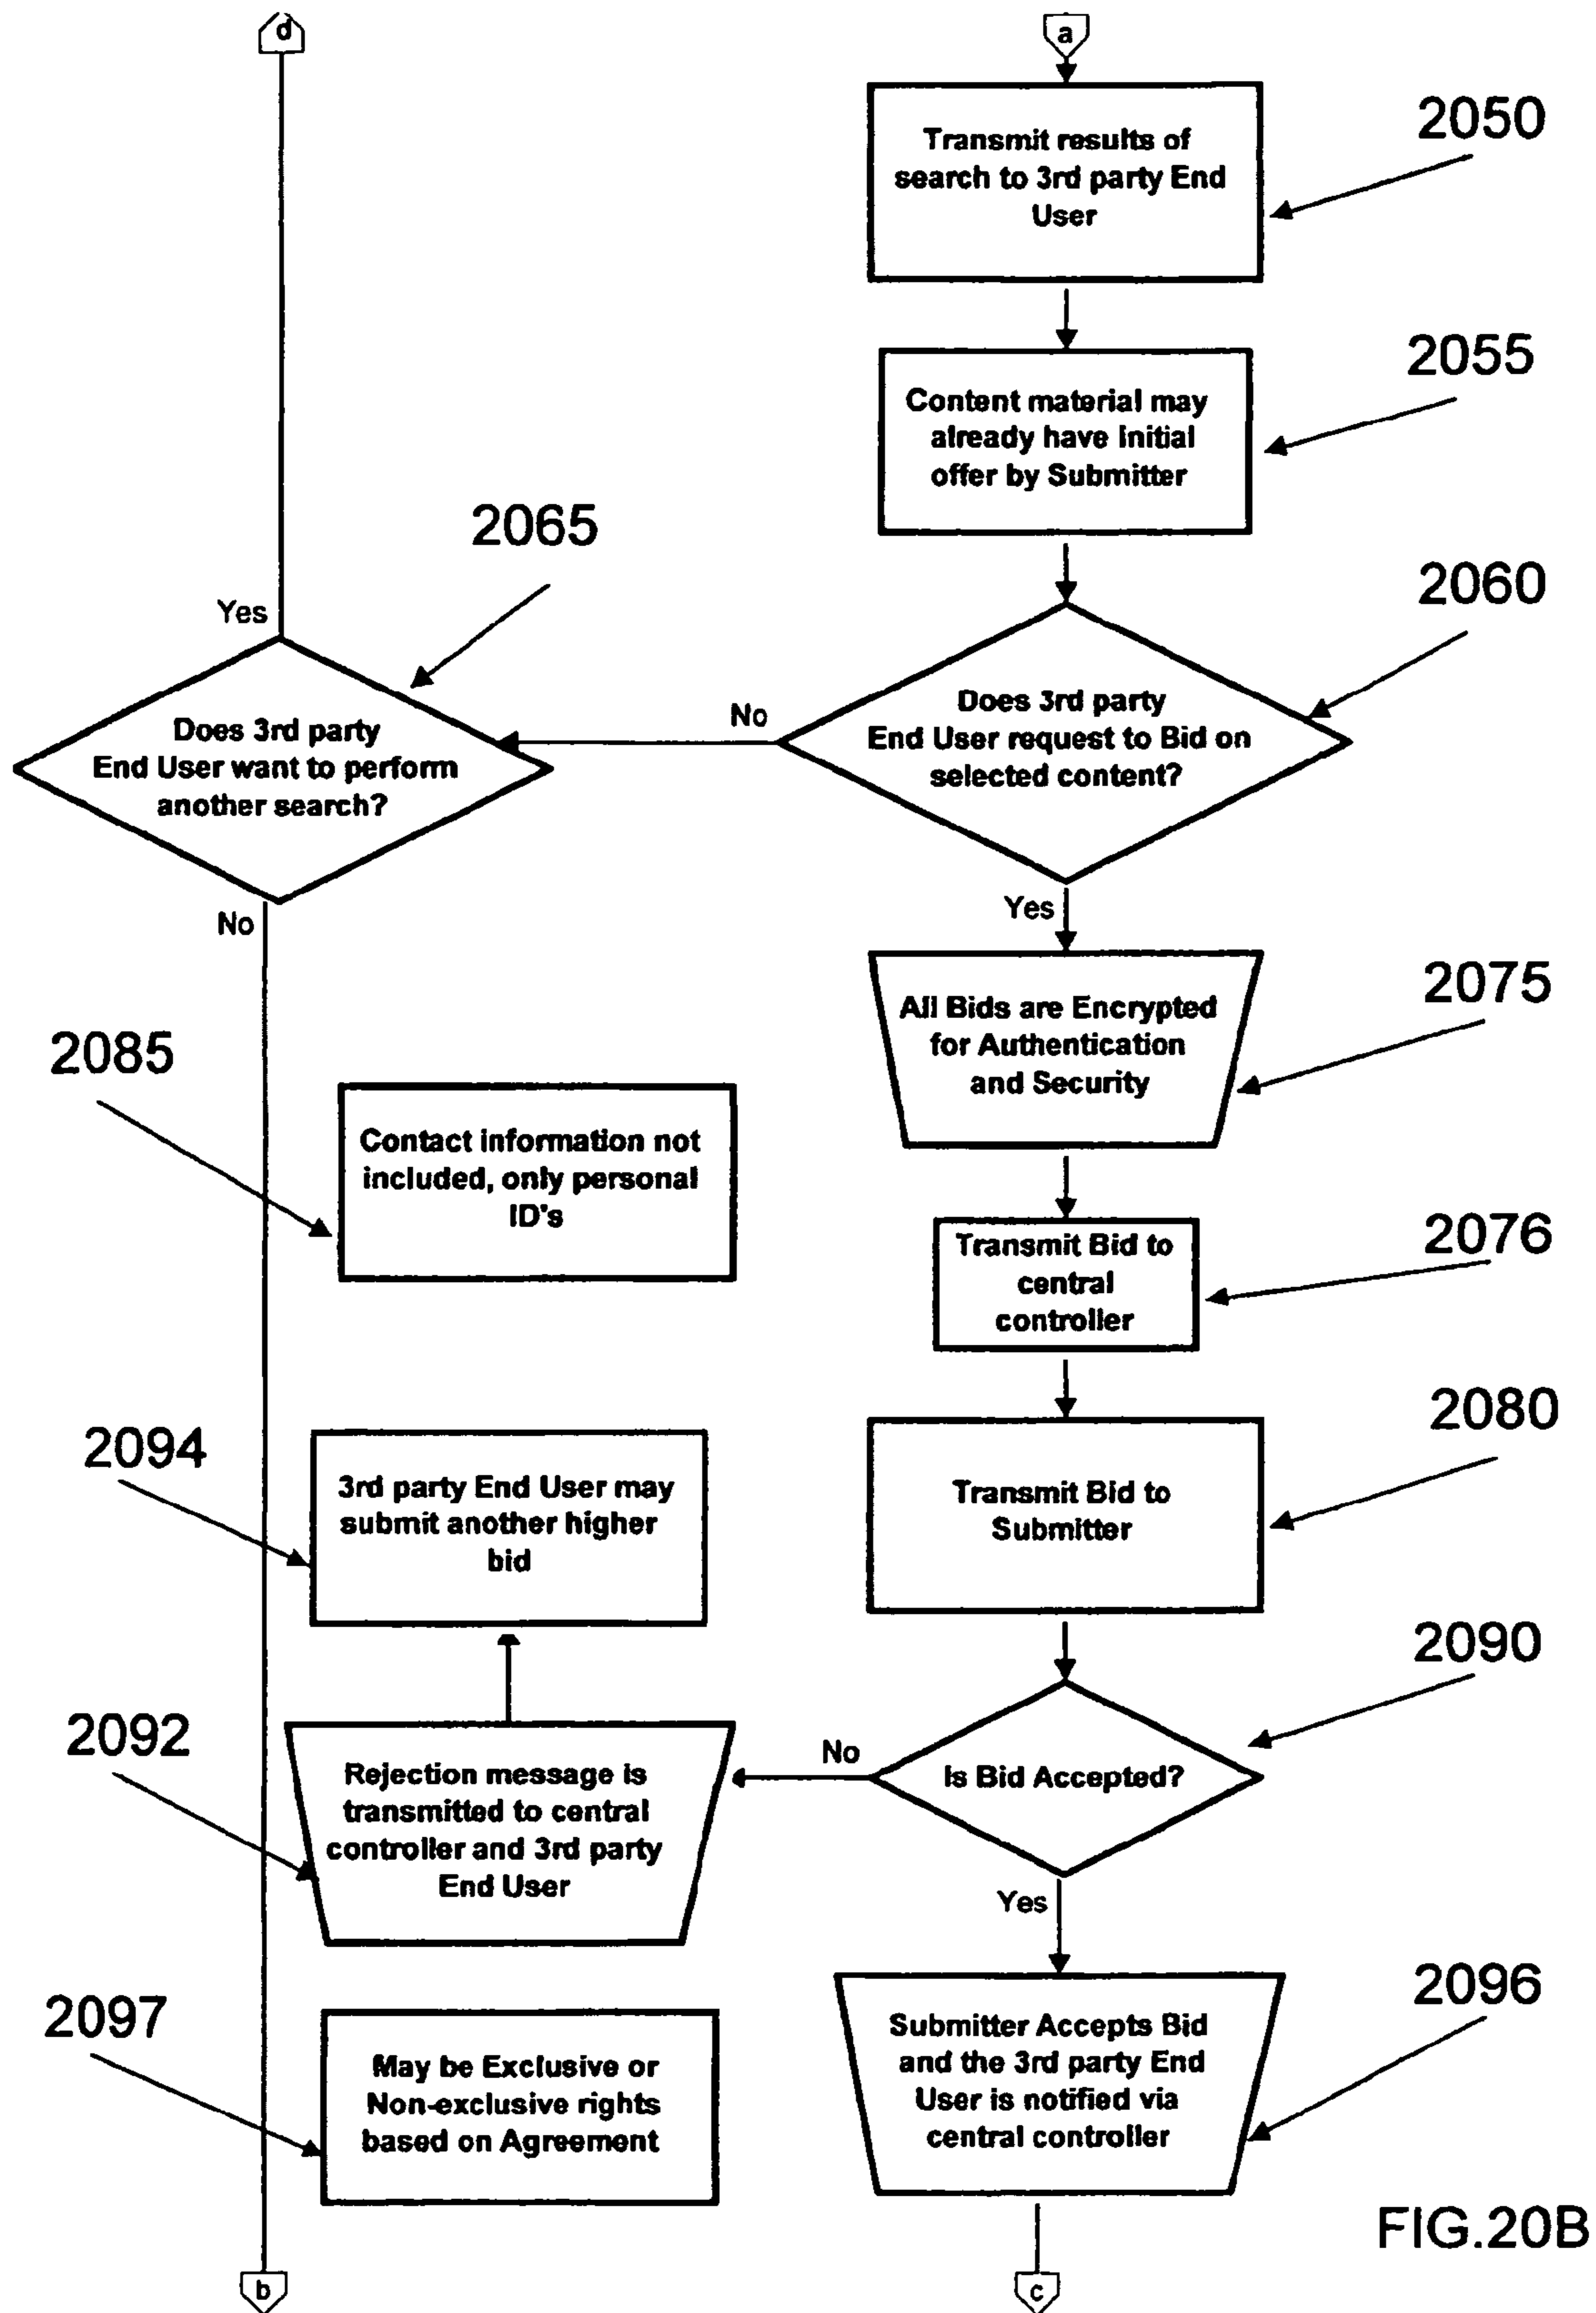 d
a
Transmit results of
search to 3rd party End
User
2050
Content material may
already have Initial
offer by Submitter
2055
2065
2060
Yes
Does 3rd party
End User want to perform
another search?
No
Does 3rd party
End User request to Bid on
selected content?
No
Yes
All Bids are Encrypted
for Authentication
and Security
2075
2085
Contact information not
included, only personal
ID's
Transmit Bid to
central
controller
2076
2094
3rd party End User may
submit another higher
bid
Transmit Bid to
Submitter
2080
2090
2092
Rejection message is
transmitted to central
controller and 3rd party
End User
No
Is Bid Accepted?
Yes
2097
May be Exclusive or
Non-exclusive rights
based on Agreement
Submitter Accepts Bid
and the 3rd party End
User is notified via
central controller
2096
FIG.20B
b
c